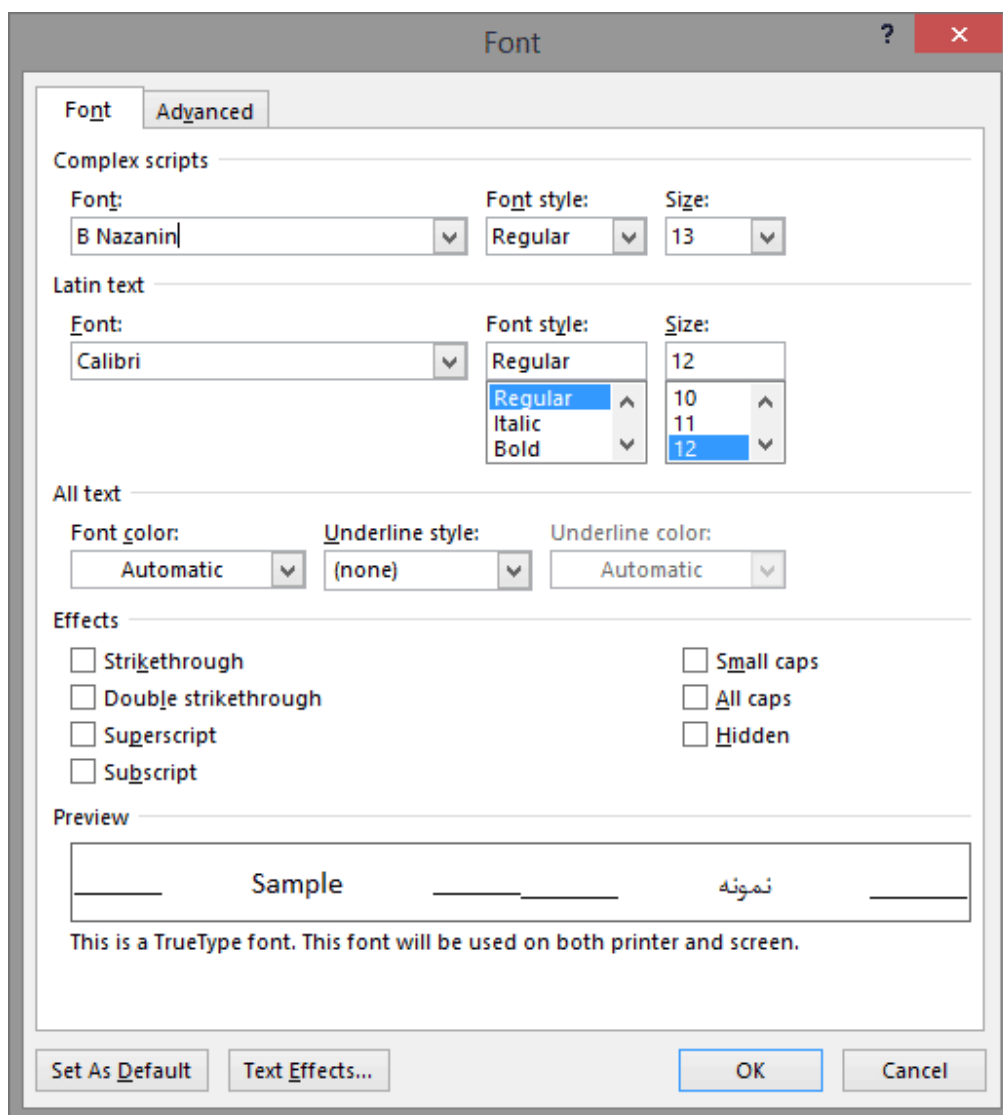 Font ?
Font Advanced
Complex scripts
Font: Font style: Size:
B Nazanin Regular 13
Latin text
Font: Font style: Size:
Calibri Regular 12
Regular 10
Italic 11
Bold 12
All text
Font color: Underline style: Underline color:
Automatic (none) Automatic
Effects
Strikethrough Small caps
Double strikethrough All caps
Superscript Hidden
Subscript
Preview
Sample نمونه
This is a TrueType font. This font will be used on both printer and screen.
Set As Default Text Effects... OK Cancel